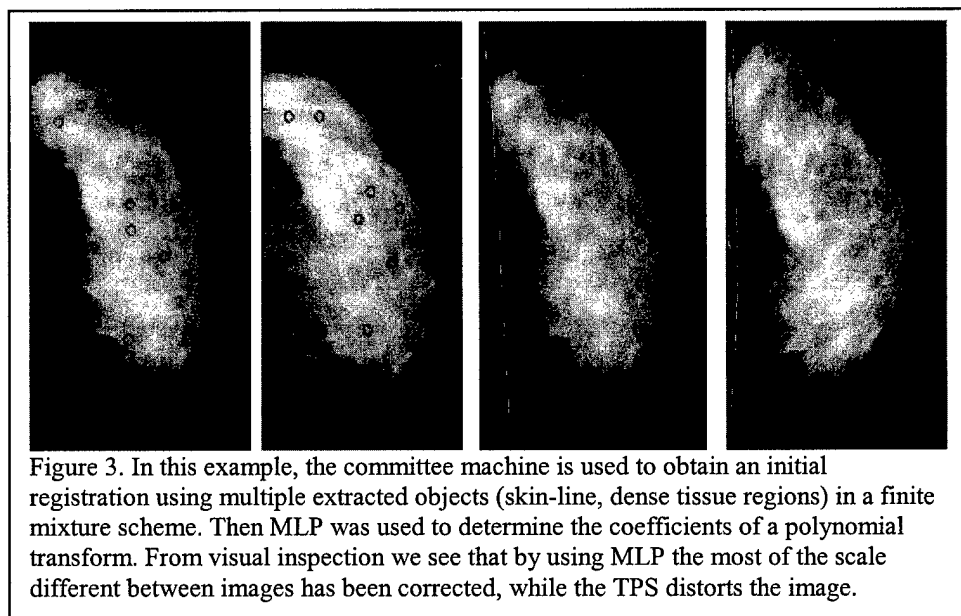 Figure 3. In this example, the committee machine is used to obtain an initial
registration using multiple extracted objects (skin-line, dense tissue regions) in a finite
mixture scheme. Then MLP was used to determine the coefficients of a polynomial
transform. From visual inspection we see that by using MLP the most of the scale
different between images has been corrected, while the TPS distorts the image.